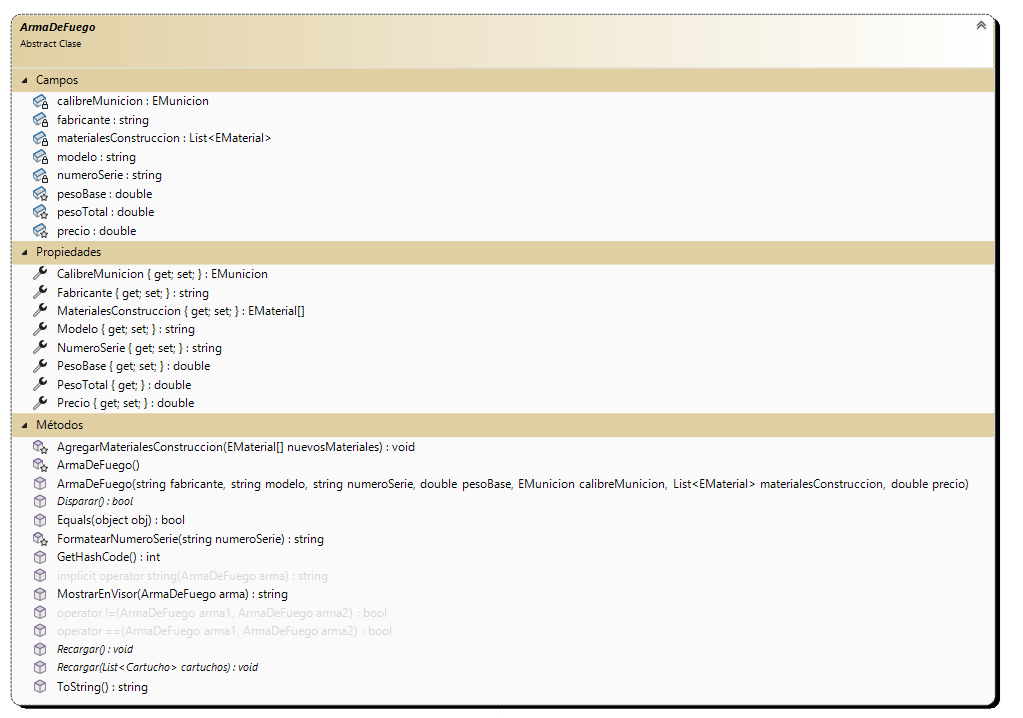 ArmaDeFuego
Abstract Clase
Campos
calibreMunicion : EMunicion
fabricante : string
materialesConstruccion : List<EMaterial>
modelo : string
numeroSerie : string
pesoBase : double
pesoTotal : double
precio : double
Propiedades
CalibreMunicion { get; set; } : EMunicion
Fabricante { get; set; } : string
MaterialesConstruccion { get; set; } : EMaterial[]
Modelo { get; set; } : string
NumeroSerie { get; set; } : string
PesoBase { get; set; } : double
PesoTotal { get; } : double
Precio { get; set; } : double
Métodos
AgregarMaterialesConstruccion(EMaterial[] nuevosMateriales) : void
ArmaDeFuego()
ArmaDeFuego(string fabricante, string modelo, string numeroSerie, double pesoBase, EMunicion calibreMunicion, List<EMaterial> materialesConstruccion, double precio)
Disparar() : bool
Equals(object obj) : bool
FormatearNumeroSerie(string numeroSerie) : string
GetHashCode() : int
implicit operator string(ArmaDeFuego arma) : string
MostrarEnVisor(ArmaDeFuego arma) : string
operator !=(ArmaDeFuego arma1, ArmaDeFuego arma2) : bool
operator ==(ArmaDeFuego arma1, ArmaDeFuego arma2) : bool
Recargar() : void
Recargar(List<Cartucho> cartuchos) : void
ToString() : string